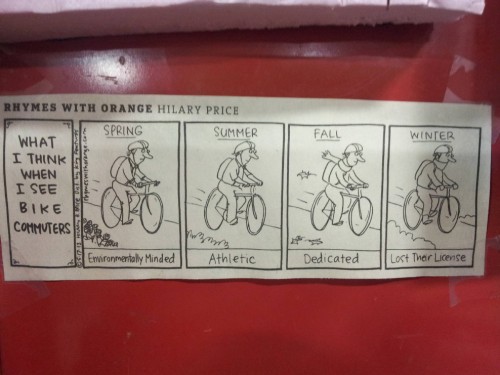 RHYMES WITH ORANGE HILARY PRICE
WHAT
I THINK
WHEN
I SEE
BIKE
COMMUTERS
SPRING
Environmentally Minded
SUMMER
Athletic
FALL
Dedicated
WINTER
Lost Their License